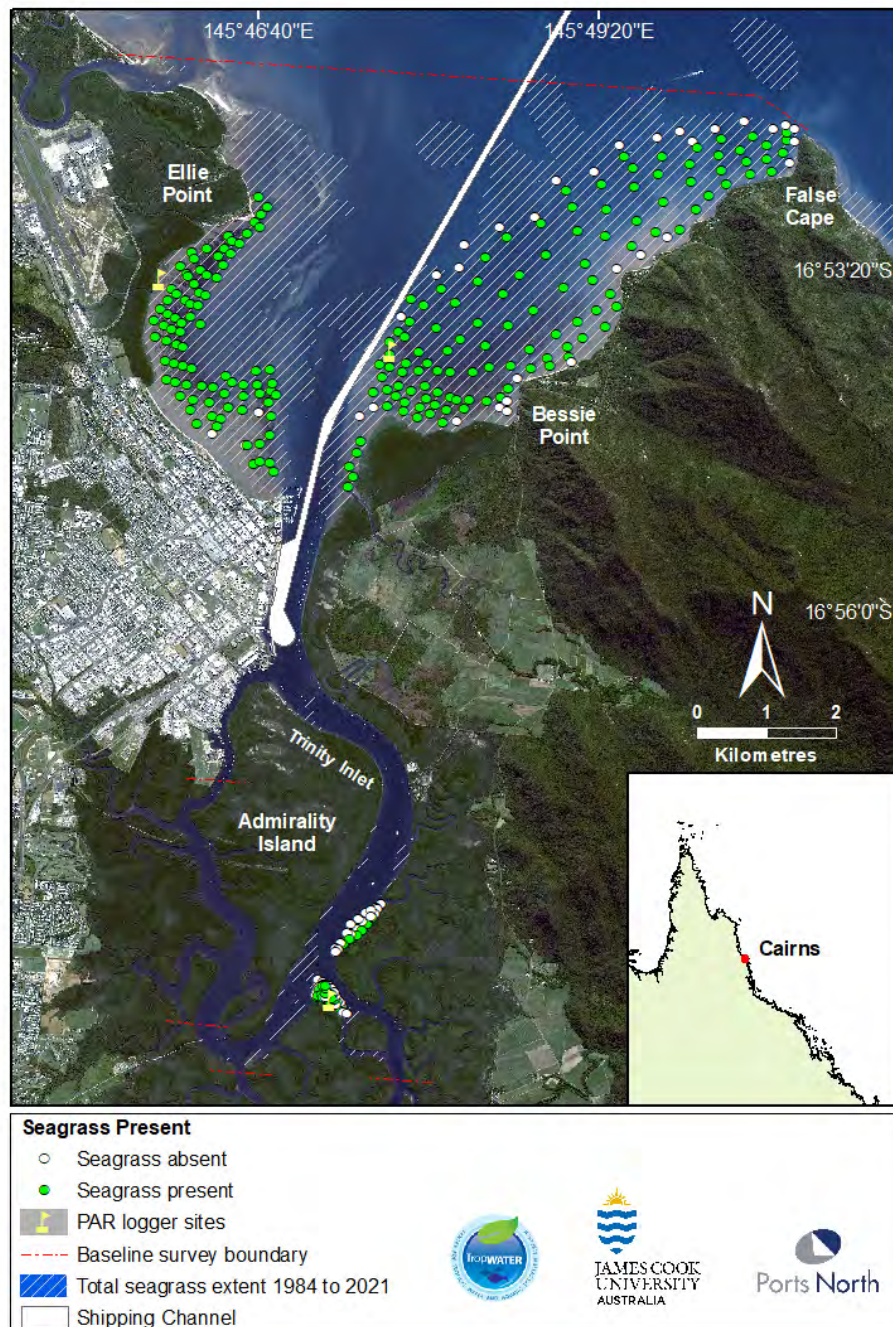 145°46'40"E
145°49'20"E
Ellie
Point
False
Cape
16°53'20"S
Bessie
Point
N
16°56'0"S
0 1 2
Kilometres
Trinity Inlet
Admirality
Island
Cairns
Seagrass Present
Seagrass absent
Seagrass present
PAR logger sites
Baseline survey boundary
Total seagrass extent 1984 to 2021
Shipping Channel
TropWATER
JAMES COOK
UNIVERSITY
AUSTRALIA
Ports North